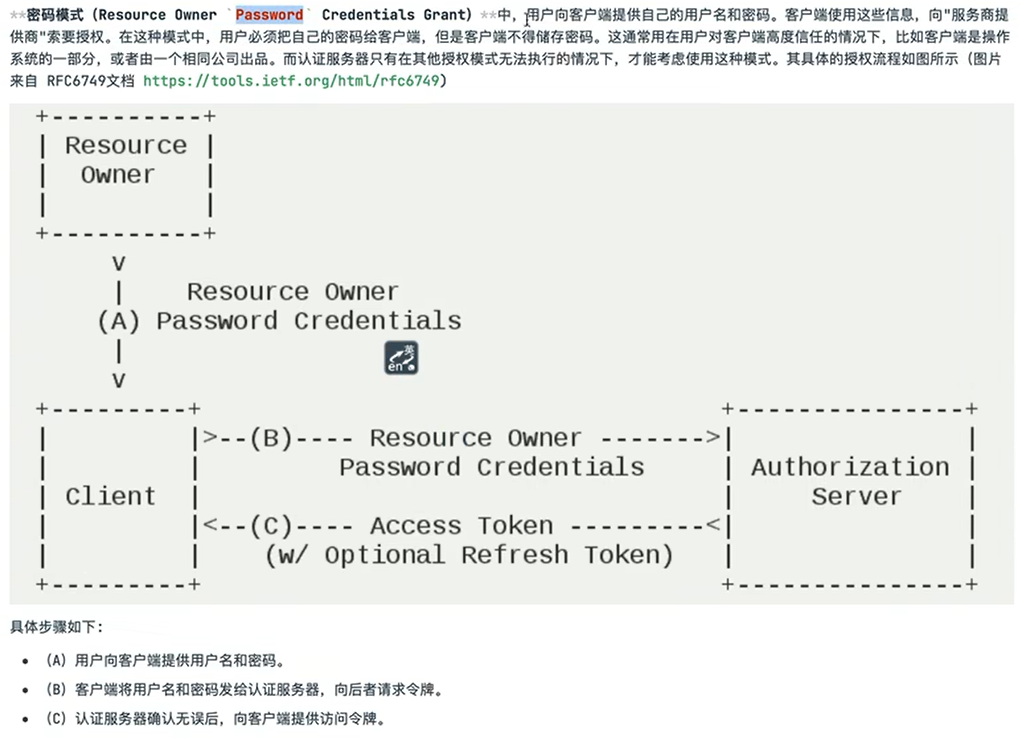 **密码模式（Resource Owner `Password` Credentials Grant）**中，用户向客户端提供自己的用户名和密码。客户端使用这些信息，向"服务商提
供商"索要授权。在这种模式中，用户必须把自己的密码给客户端，但是客户端不得储存密码。这通常用在用户对客户端高度信任的情况下，比如客户端是操作
系统的一部分，或者由一个相同公司出品。而认证服务器只有在其他授权模式无法执行的情况下，才能考虑使用这种模式。其具体的授权流程如图所示（图片
来自 RFC6749文档 https://tools.ietf.org/html/rfc6749）
+----------+
| Resource |
|  Owner   |
|          |
+----------+
v
|    Resource Owner
(A) Password Credentials
|
英
en
v
+---------+                                  +---------------+
|         |>--(B)---- Resource Owner ------->|               |
|         |         Password Credentials     | Authorization |
| Client  |                                  |    Server     |
|         |<--(C)---- Access Token ---------<|               |
|         |    (w/ Optional Refresh Token)   |               |
+---------+                                  +---------------+
具体步骤如下：
• （A）用户向客户端提供用户名和密码。
• （B）客户端将用户名和密码发给认证服务器，向后者请求令牌。
• （C）认证服务器确认无误后，向客户端提供访问令牌。